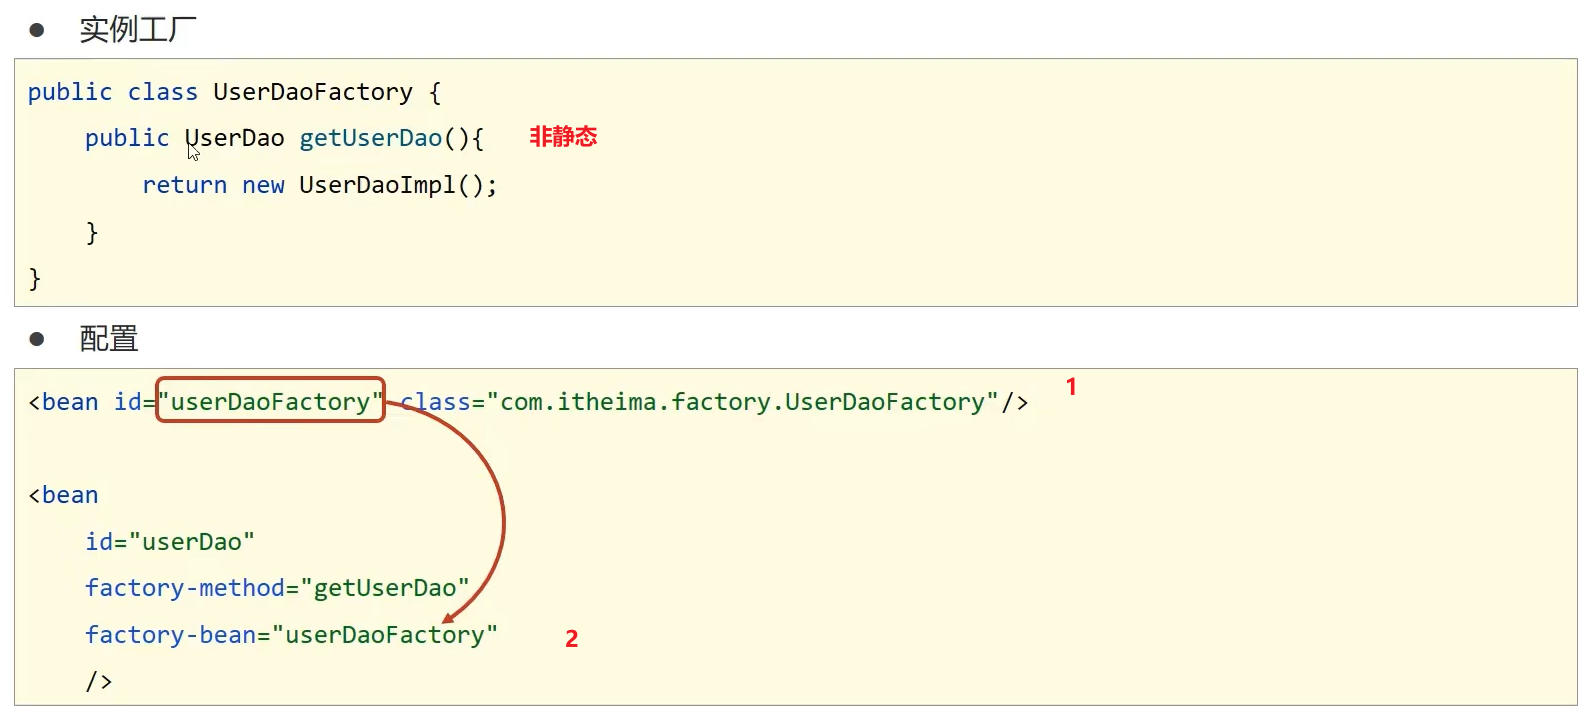 ● 实例工厂
public class UserDaoFactory {
public UserDao getUserDao(){ 非静态
return new UserDaoImpl();
}
}
● 配置
<bean id="userDaoFactory" class="com.itheima.factory.UserDaoFactory"/> 1
<bean
id="userDao"
factory-method="getUserDao"
factory-bean="userDaoFactory" 2
/>